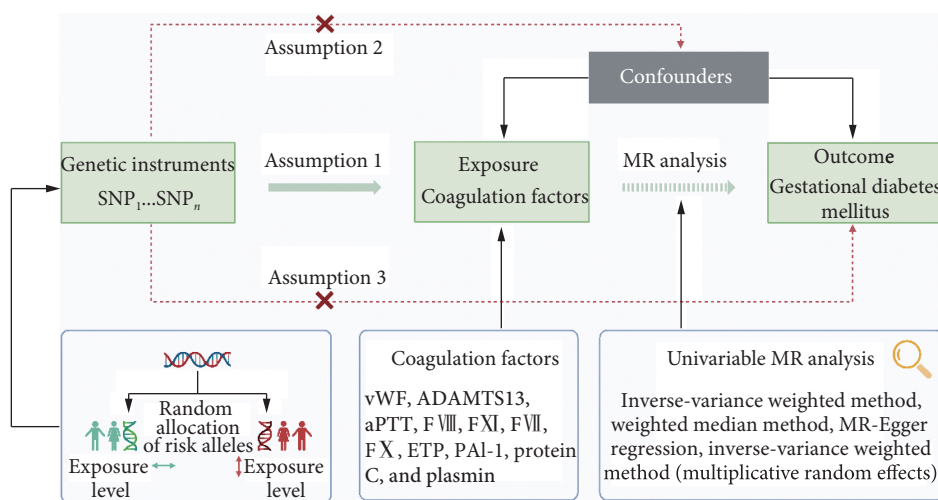 Assumption 2
Confounders
Genetic instruments
SNP₁...SNPₙ
Assumption 1
Exposure
Coagulation factors
MR analysis
Outcome
Gestational diabetes
mellitus
Assumption 3
Random
allocation
of risk alleles
Exposure
level
Exposure
level
Coagulation factors
vWF, ADAMTS13,
aPTT, FⅧ, FⅪ, FⅦ,
FⅩ, ETP, PAl-1, protein
C, and plasmin
Univariable MR analysis
Inverse-variance weighted method,
weighted median method, MR-Egger
regression, inverse-variance weighted
method (multiplicative random effects)